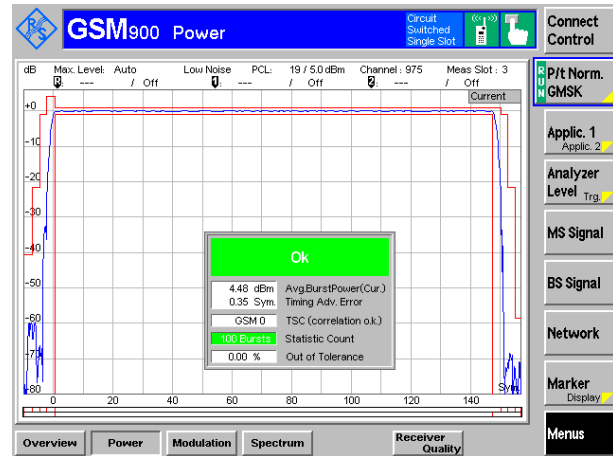 R S GSM900 Power
Circuit Switched Single Slot
Connect Control
dB Max. Level: Auto Low Noise PCL: 19 / 5.0 dBm Channel : 975 Meas Slot : 3
--- / Off --- / Off 2: --- / Off
Current
RUN P/t Norm. GMSK
Applic. 1
Applic. 2
Analyzer Level Trg.
MS Signal
BS Signal
Network
Marker
Display
Menus
+0
-10
-20
-30
-40
-50
-60
-70
-80
Ok
4.48 dBm Avg.BurstPower(Cur.)
0.35 Sym. Timing Adv. Error
GSM 0 TSC (correlation o.k.)
100 Bursts Statistic Count
0.00 % Out of Tolerance
Sym.
0 20 40 60 80 100 120 140
Overview Power Modulation Spectrum Receiver Quality